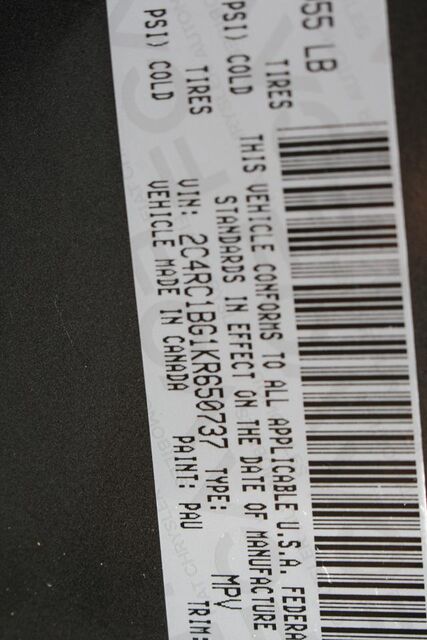 55 LB
TIRES
PSI) COLD
TIRES
PSI) COLD
THIS VEHICLE CONFORMS TO ALL APPLICABLE U.S.A. FEDERA
STANDARDS IN EFFECT ON THE DATE OF MANUFACTURE
VIN: 2C4RC1BG1KR650737 TYPE: MPV
VEHICLE MADE IN CANADA PAINT: PAU TRIM: